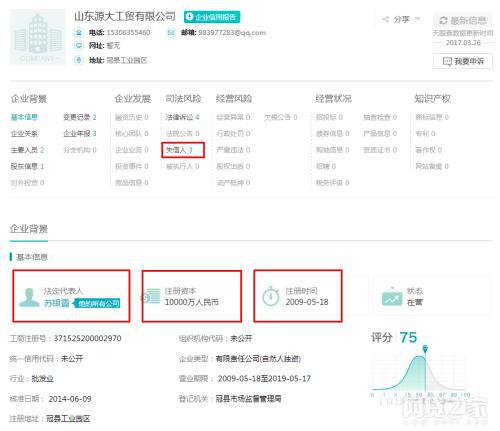 山东源大工贸有限公司 企业信用报告 分享 最新信息
电话: 15306355460 邮箱: 983977283@qq.com 天眼查数据更新时间
网址: 暂无 2017.03.26
地址: 冠县工业园区 我要申诉
COMPANY
企业背景 企业发展 司法风险 经营风险 经营状况 知识产权
基本信息 变更记录 2 融资历史 0 法律诉讼 4 经营异常 0 欠税公告 0 招投标 0 抽查检查 0 商标信息 0
企业关系 企业年报 3 核心团队 0 法院公告 0 行政处罚 0 债券信息 0 产品信息 0 专利 0
主要人员 2 分支机构 0 企业业务 0 失信人 3 严重违法 0 购地信息 0 资质证书 0 著作权 0
股东信息 1 投资事件 0 被执行人 0 股权出质 0 招聘 0 网站备案 0
对外投资 0 竞品信息 0 动产抵押 0 税务评级 0
企业背景
基本信息
法定代表人 注册资本 注册时间 状态
他的所有公司 10000万人民币 2009-05-18 在营
工商注册号: 371525200002970 组织机构代码: 未公开 评分 75
统一信用代码: 未公开 企业类型: 有限责任公司(自然人独资)
行业: 批发业 营业期限: 2009-05-18至2019-05-17
核准日期: 2014-06-09 登记机关: 冠县市场监督管理局
注册地址: 冠县工业园区
网贷之家